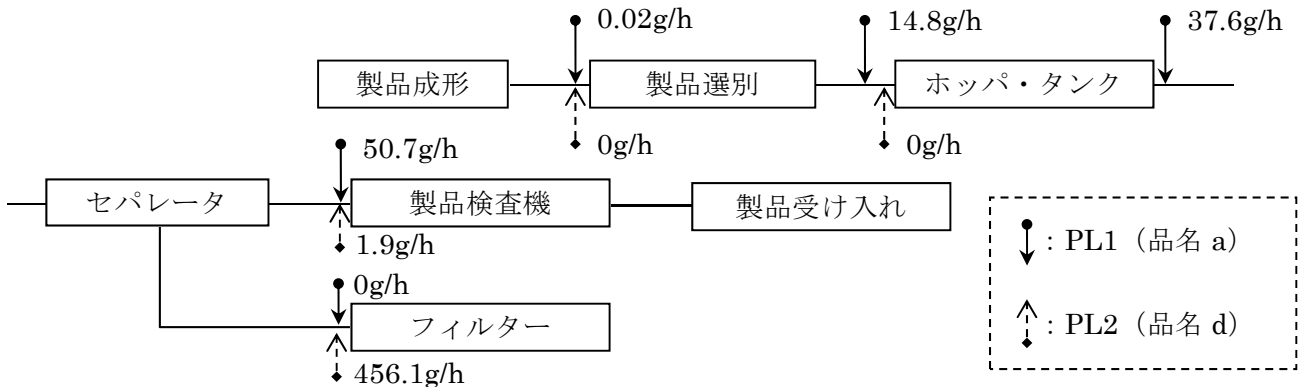 0.02g/h
14.8g/h
37.6g/h
製品成形
製品選別
ホッパ・タンク
0g/h
0g/h
50.7g/h
セパレータ
製品検査機
製品受け入れ
1.9g/h
0g/h
フィルター
456.1g/h
: PL1（品名 a）
: PL2（品名 d）